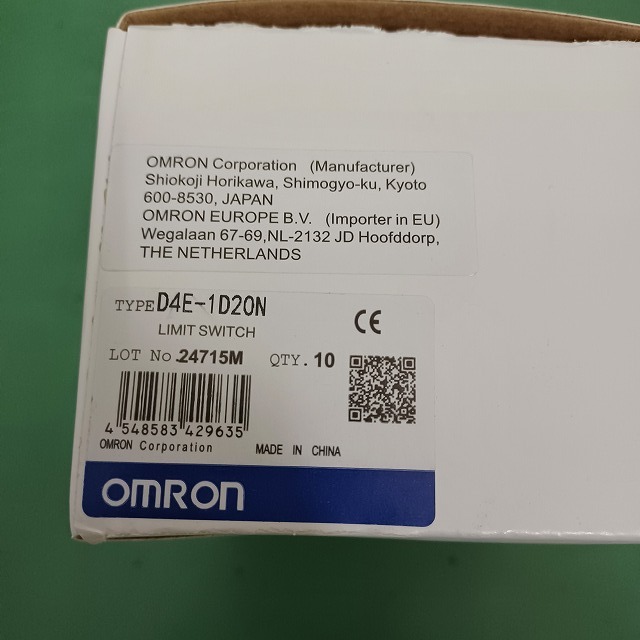 OMRON Corporation (Manufacturer)
Shiokoji Horikawa, Shimogyo-ku, Kyoto
600-8530, JAPAN
OMRON EUROPE B.V. (Importer in EU)
Wegalaan 67-69,NL-2132 JD Hoofddorp,
THE NETHERLANDS
TYPE D4E-1D20N
LIMIT SWITCH
CE
LOT No.24715M QTY. 10
4 548583 429635
OMRON Corporation MADE IN CHINA
OMRON